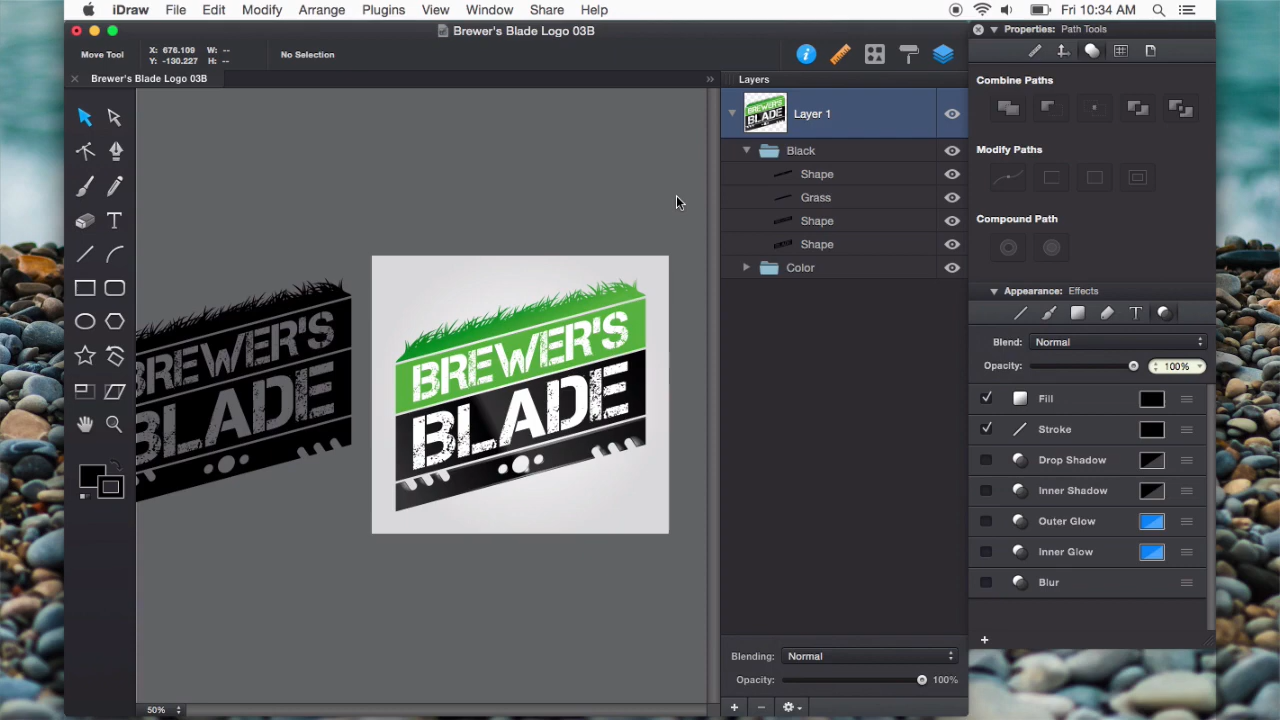 iDraw File Edit Modify Arrange Plugins View Window Share Help Fri 10:34 AM
Brewer's Blade Logo 03B
Properties: Path Tools
Move Tool
X: 676.109 W: --
Y: -130.227 H: --
No Selection
Brewer's Blade Logo 03B
Layers
Layer 1
Black
Shape
Grass
Shape
Shape
Color
Combine Paths
Modify Paths
Compound Path
Appearance: Effects
Blend: Normal
Opacity: 100%
Fill
Stroke
Drop Shadow
Inner Shadow
Outer Glow
Inner Glow
Blur
BREWER'S
BLADE
BREWER'S
BLADE
Blending: Normal
Opacity: 100%
50%